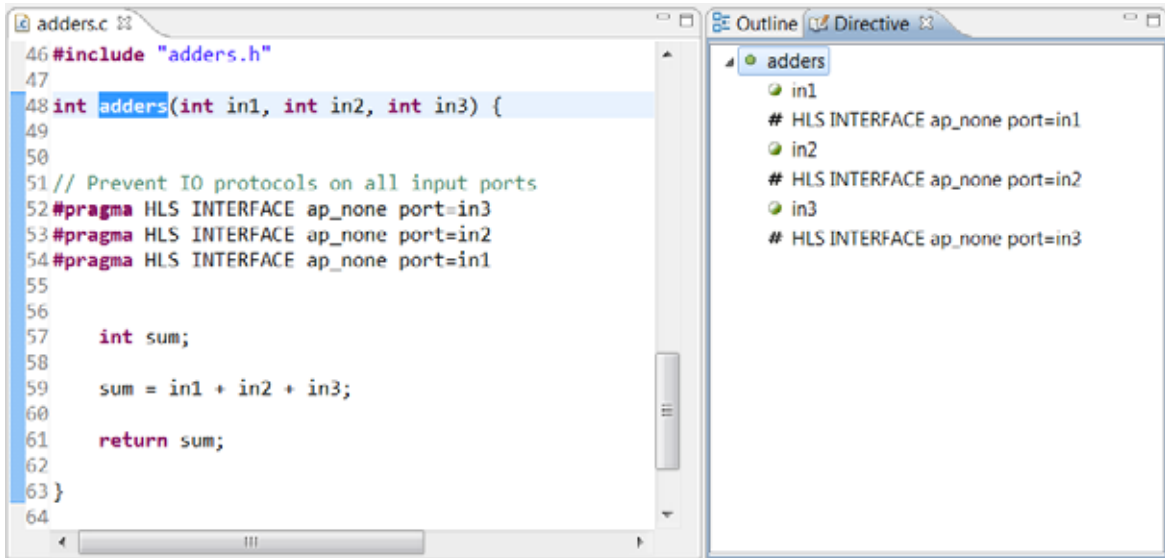 adders.c
46 #include "adders.h"
47
48 int adders(int in1, int in2, int in3) {
49
50
51 // Prevent IO protocols on all input ports
52 #pragma HLS INTERFACE ap_none port=in3
53 #pragma HLS INTERFACE ap_none port=in2
54 #pragma HLS INTERFACE ap_none port=in1
55
56
57 int sum;
58
59 sum = in1 + in2 + in3;
60
61 return sum;
62
63 }
64
Outline Directive
adders
in1
# HLS INTERFACE ap_none port=in1
in2
# HLS INTERFACE ap_none port=in2
in3
# HLS INTERFACE ap_none port=in3